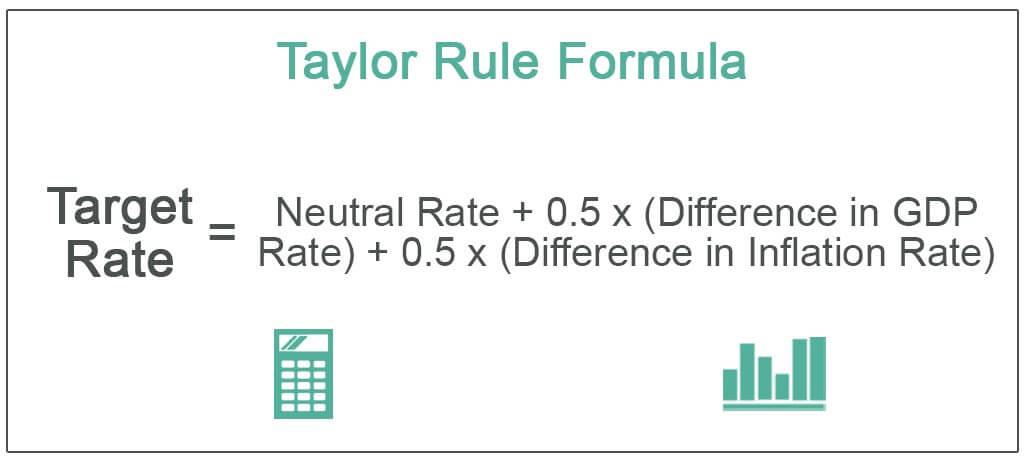 Taylor Rule Formula
Target
Rate
=
Neutral Rate + 0.5 x (Difference in GDP
Rate) + 0.5 x (Difference in Inflation Rate)